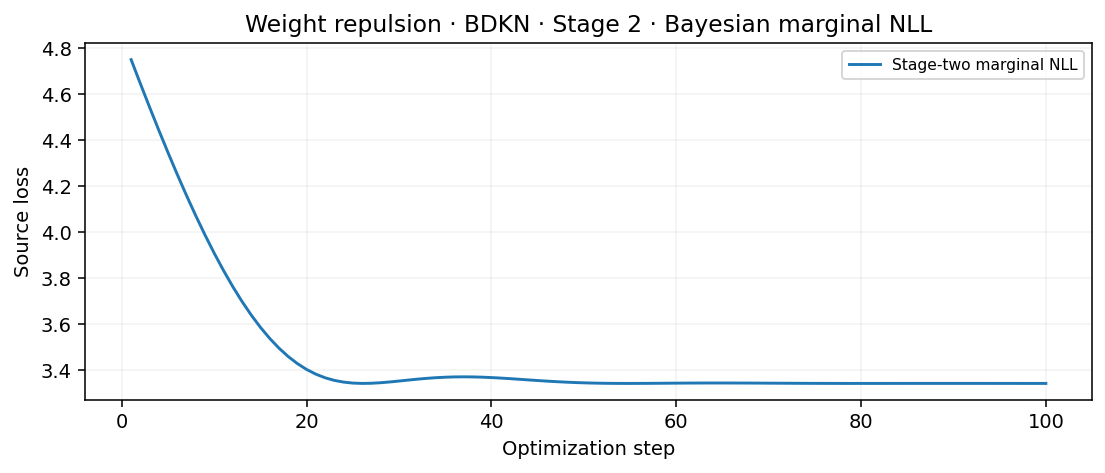 Weight repulsion · BDKN · Stage 2 · Bayesian marginal NLL
Stage-two marginal NLL
Source loss
4.8
4.6
4.4
4.2
4.0
3.8
3.6
3.4
0 20 40 60 80 100
Optimization step